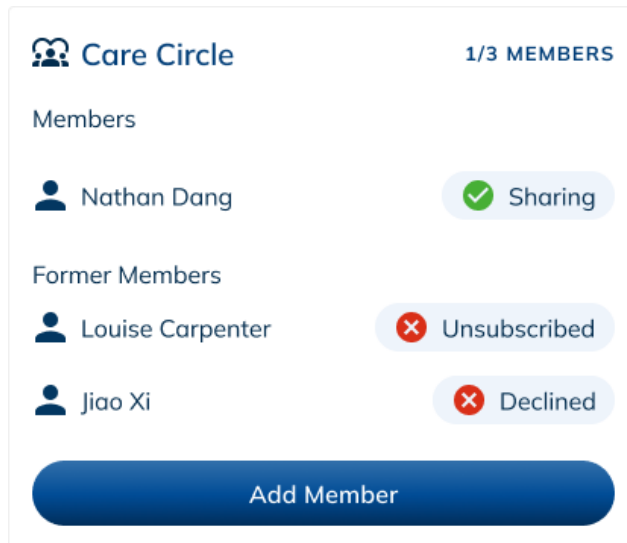 Care Circle 1/3 MEMBERS
Members
Nathan Dang Sharing
Former Members
Louise Carpenter Unsubscribed
Jiao Xi Declined
Add Member